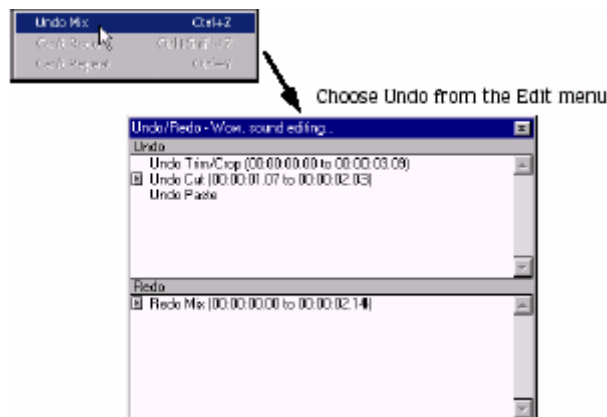 Undo Mix Ctrl+Z
Can't Repeat
Choose Undo from the Edit menu
Undo/Redo - Wow, sound editing...
Undo
Undo Trim/Crop (00:00:00.00 to 00:00:03.09)
Undo Cut (00:00:01.07 to 00:00:02.03)
Undo Paste
Redo
Redo Mix (00:00:00.00 to 00:00:02.14)